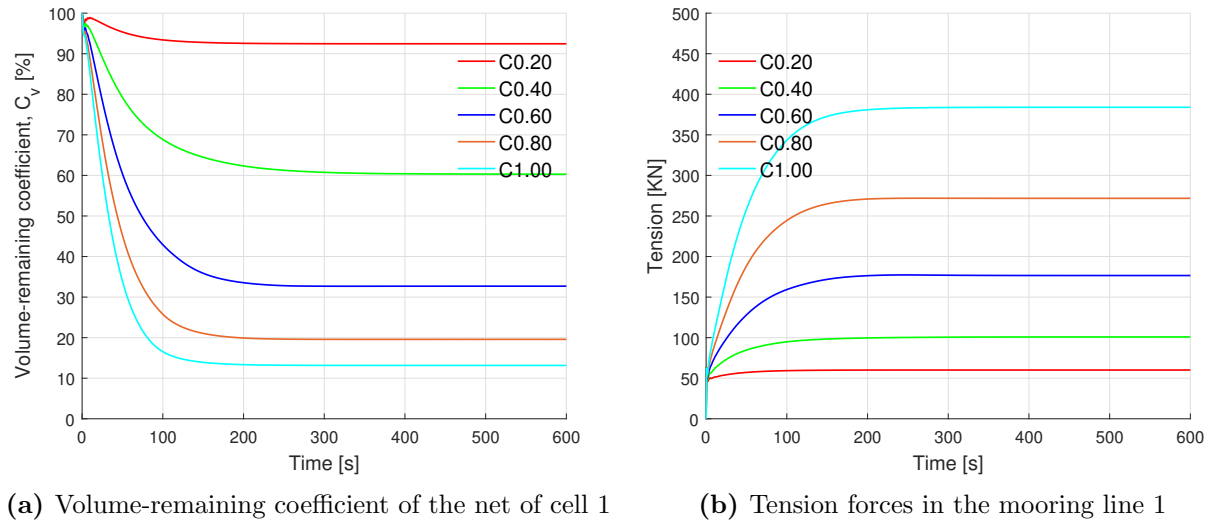 Volume-remaining coefficient, C_v [%]
100
90
80
70
60
50
40
30
20
10
0
0 100 200 300 400 500 600
Time [s]
C0.20
C0.40
C0.60
C0.80
C1.00
(a) Volume-remaining coefficient of the net of cell 1
Tension [KN]
500
450
400
350
300
250
200
150
100
50
0
0 100 200 300 400 500 600
Time [s]
C0.20
C0.40
C0.60
C0.80
C1.00
(b) Tension forces in the mooring line 1